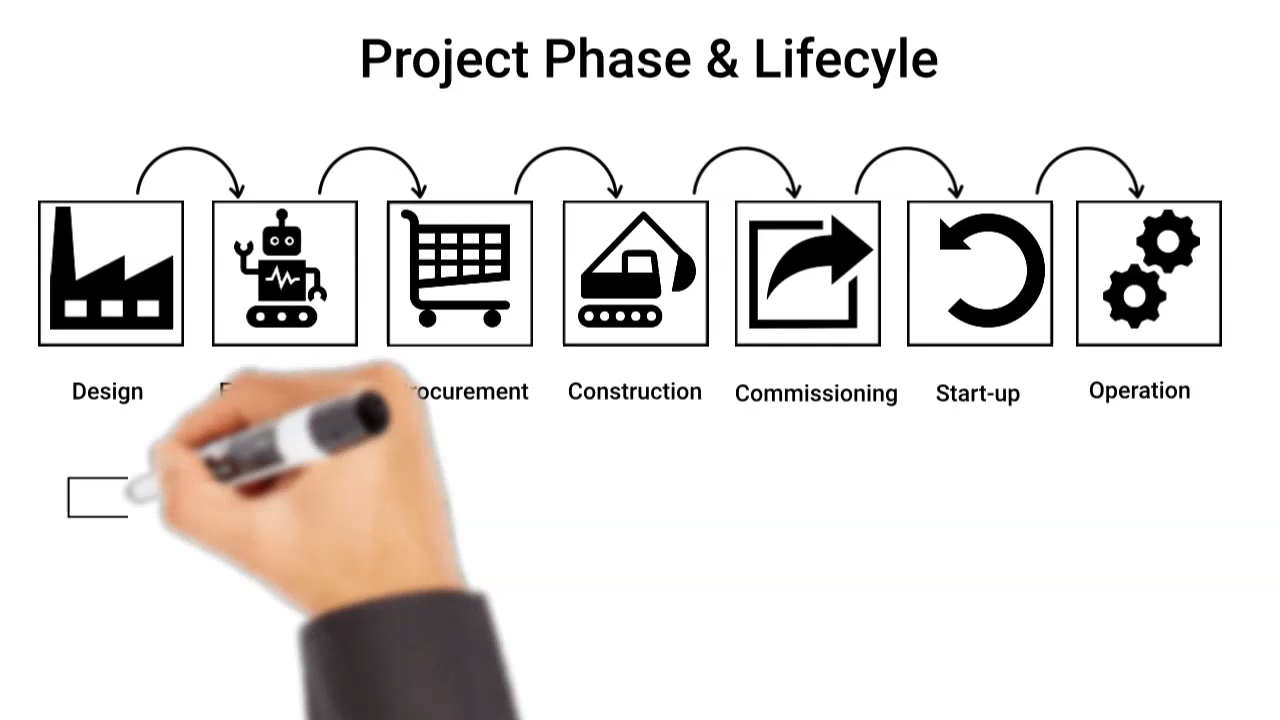 Project Phase & Lifecyle
Design
rocurement
Construction
Commissioning
Start-up
Operation